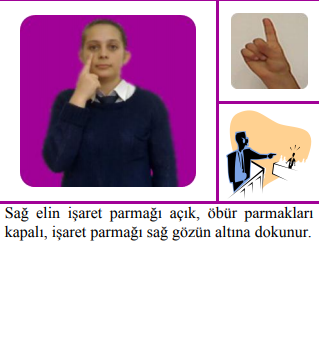 Sağ elin işaret parmağı açık, öbür parmakları
kapalı, işaret parmağı sağ gözün altına dokunur.